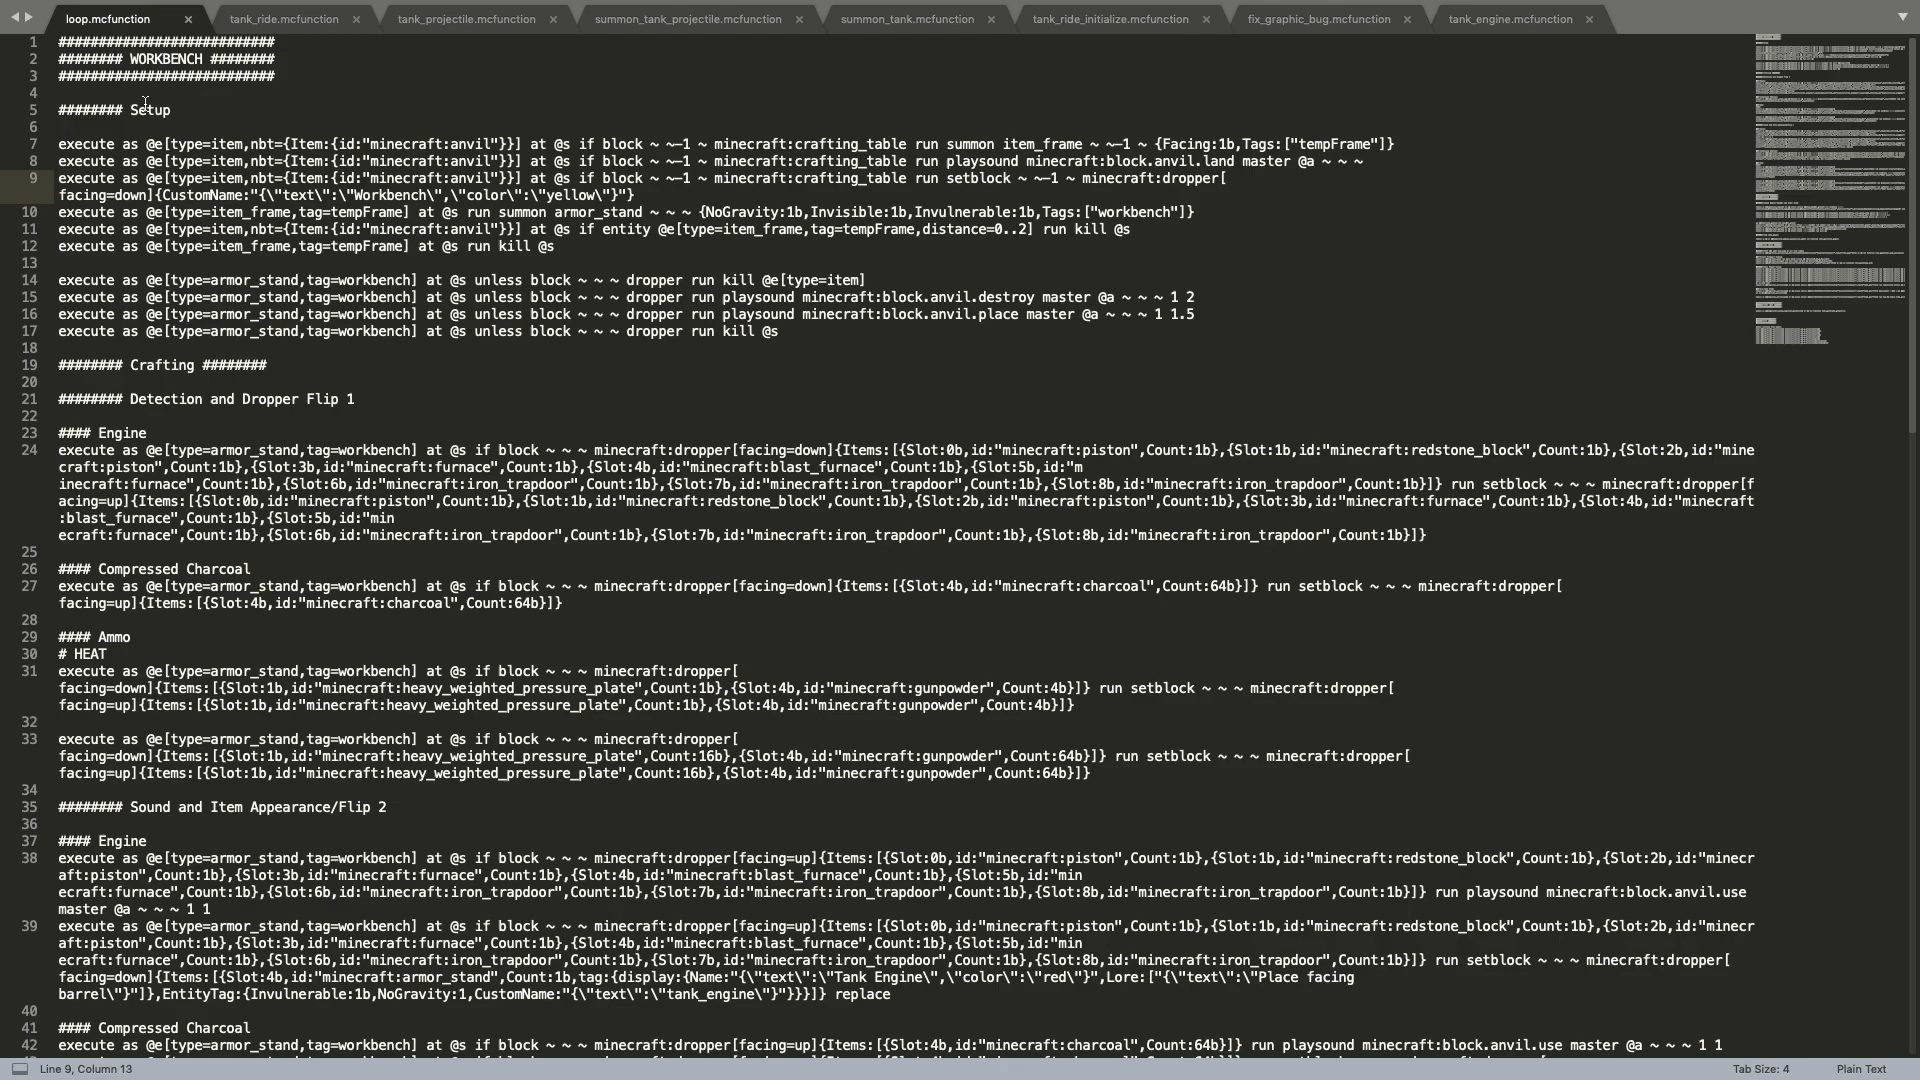 loop.mcfunction × tank_ride.mcfunction × tank_projectile.mcfunction × summon_tank_projectile.mcfunction × summon_tank.mcfunction × tank_ride_initialize.mcfunction × fix_graphic_bug.mcfunction × tank_engine.mcfunction ×
1 ###########################
2 ######## WORKBENCH ########
3 ###########################
4
5 ######## Setup
6
7 execute as @e[type=item,nbt={Item:{id:"minecraft:anvil"}}] at @s if block ~ ~—1 ~ minecraft:crafting_table run summon item_frame ~ ~—1 ~ {Facing:1b,Tags:["tempFrame"]}
8 execute as @e[type=item,nbt={Item:{id:"minecraft:anvil"}}] at @s if block ~ ~—1 ~ minecraft:crafting_table run playsound minecraft:block.anvil.land master @a ~ ~ ~
9 execute as @e[type=item,nbt={Item:{id:"minecraft:anvil"}}] at @s if block ~ ~—1 ~ minecraft:crafting_table run setblock ~ ~—1 ~ minecraft:dropper[
facing=down]{CustomName:"{\"text\":\"Workbench\",\"color\":\"yellow\"}"}
10 execute as @e[type=item_frame,tag=tempFrame] at @s run summon armor_stand ~ ~ ~ {NoGravity:1b,Invisible:1b,Invulnerable:1b,Tags:["workbench"]}
11 execute as @e[type=item,nbt={Item:{id:"minecraft:anvil"}}] at @s if entity @e[type=item_frame,tag=tempFrame,distance=0..2] run kill @s
12 execute as @e[type=item_frame,tag=tempFrame] at @s run kill @s
13
14 execute as @e[type=armor_stand,tag=workbench] at @s unless block ~ ~ ~ dropper run kill @e[type=item]
15 execute as @e[type=armor_stand,tag=workbench] at @s unless block ~ ~ ~ dropper run playsound minecraft:block.anvil.destroy master @a ~ ~ ~ 1 2
16 execute as @e[type=armor_stand,tag=workbench] at @s unless block ~ ~ ~ dropper run playsound minecraft:block.anvil.place master @a ~ ~ ~ 1 1.5
17 execute as @e[type=armor_stand,tag=workbench] at @s unless block ~ ~ ~ dropper run kill @s
18
19 ######## Crafting ########
20
21 ######## Detection and Dropper Flip 1
22
23 #### Engine
24 execute as @e[type=armor_stand,tag=workbench] at @s if block ~ ~ ~ minecraft:dropper[facing=down]{Items:[{Slot:0b,id:"minecraft:piston",Count:1b},{Slot:1b,id:"minecraft:redstone_block",Count:1b},{Slot:2b,id:"mine
craft:piston",Count:1b},{Slot:3b,id:"minecraft:furnace",Count:1b},{Slot:4b,id:"minecraft:blast_furnace",Count:1b},{Slot:5b,id:"m
inecraft:furnace",Count:1b},{Slot:6b,id:"minecraft:iron_trapdoor",Count:1b},{Slot:7b,id:"minecraft:iron_trapdoor",Count:1b},{Slot:8b,id:"minecraft:iron_trapdoor",Count:1b}]} run setblock ~ ~ ~ minecraft:dropper[f
acing=up]{Items:[{Slot:0b,id:"minecraft:piston",Count:1b},{Slot:1b,id:"minecraft:redstone_block",Count:1b},{Slot:2b,id:"minecraft:piston",Count:1b},{Slot:3b,id:"minecraft:furnace",Count:1b},{Slot:4b,id:"minecraft
:blast_furnace",Count:1b},{Slot:5b,id:"min
ecraft:furnace",Count:1b},{Slot:6b,id:"minecraft:iron_trapdoor",Count:1b},{Slot:7b,id:"minecraft:iron_trapdoor",Count:1b},{Slot:8b,id:"minecraft:iron_trapdoor",Count:1b}]}
25
26 #### Compressed Charcoal
27 execute as @e[type=armor_stand,tag=workbench] at @s if block ~ ~ ~ minecraft:dropper[facing=down]{Items:[{Slot:4b,id:"minecraft:charcoal",Count:64b}]} run setblock ~ ~ ~ minecraft:dropper[
facing=up]{Items:[{Slot:4b,id:"minecraft:charcoal",Count:64b}]}
28
29 #### Ammo
30 # HEAT
31 execute as @e[type=armor_stand,tag=workbench] at @s if block ~ ~ ~ minecraft:dropper[
facing=down]{Items:[{Slot:1b,id:"minecraft:heavy_weighted_pressure_plate",Count:1b},{Slot:4b,id:"minecraft:gunpowder",Count:4b}]} run setblock ~ ~ ~ minecraft:dropper[
facing=up]{Items:[{Slot:1b,id:"minecraft:heavy_weighted_pressure_plate",Count:1b},{Slot:4b,id:"minecraft:gunpowder",Count:4b}]}
32
33 execute as @e[type=armor_stand,tag=workbench] at @s if block ~ ~ ~ minecraft:dropper[
facing=down]{Items:[{Slot:1b,id:"minecraft:heavy_weighted_pressure_plate",Count:16b},{Slot:4b,id:"minecraft:gunpowder",Count:64b}]} run setblock ~ ~ ~ minecraft:dropper[
facing=up]{Items:[{Slot:1b,id:"minecraft:heavy_weighted_pressure_plate",Count:16b},{Slot:4b,id:"minecraft:gunpowder",Count:64b}]}
34
35 ######## Sound and Item Appearance/Flip 2
36
37 #### Engine
38 execute as @e[type=armor_stand,tag=workbench] at @s if block ~ ~ ~ minecraft:dropper[facing=up]{Items:[{Slot:0b,id:"minecraft:piston",Count:1b},{Slot:1b,id:"minecraft:redstone_block",Count:1b},{Slot:2b,id:"minecr
aft:piston",Count:1b},{Slot:3b,id:"minecraft:furnace",Count:1b},{Slot:4b,id:"minecraft:blast_furnace",Count:1b},{Slot:5b,id:"min
ecraft:furnace",Count:1b},{Slot:6b,id:"minecraft:iron_trapdoor",Count:1b},{Slot:7b,id:"minecraft:iron_trapdoor",Count:1b},{Slot:8b,id:"minecraft:iron_trapdoor",Count:1b}]} run playsound minecraft:block.anvil.use
master @a ~ ~ ~ 1 1
39 execute as @e[type=armor_stand,tag=workbench] at @s if block ~ ~ ~ minecraft:dropper[facing=up]{Items:[{Slot:0b,id:"minecraft:piston",Count:1b},{Slot:1b,id:"minecraft:redstone_block",Count:1b},{Slot:2b,id:"minecr
aft:piston",Count:1b},{Slot:3b,id:"minecraft:furnace",Count:1b},{Slot:4b,id:"minecraft:blast_furnace",Count:1b},{Slot:5b,id:"min
ecraft:furnace",Count:1b},{Slot:6b,id:"minecraft:iron_trapdoor",Count:1b},{Slot:7b,id:"minecraft:iron_trapdoor",Count:1b},{Slot:8b,id:"minecraft:iron_trapdoor",Count:1b}]} run setblock ~ ~ ~ minecraft:dropper[
facing=down]{Items:[{Slot:4b,id:"minecraft:armor_stand",Count:1b,tag:{display:{Name:"{\"text\":\"Tank Engine\",\"color\":\"red\"}",Lore:["{\"text\":\"Place facing
barrel\"}"]},EntityTag:{Invulnerable:1b,NoGravity:1,CustomName:"{\"text\":\"tank_engine\"}"}}}]} replace
40
41 #### Compressed Charcoal
42 execute as @e[type=armor_stand,tag=workbench] at @s if block ~ ~ ~ minecraft:dropper[facing=up]{Items:[{Slot:4b,id:"minecraft:charcoal",Count:64b}]} run playsound minecraft:block.anvil.use master @a ~ ~ ~ 1 1
Line 9, Column 13
Tab Size: 4 Plain Text